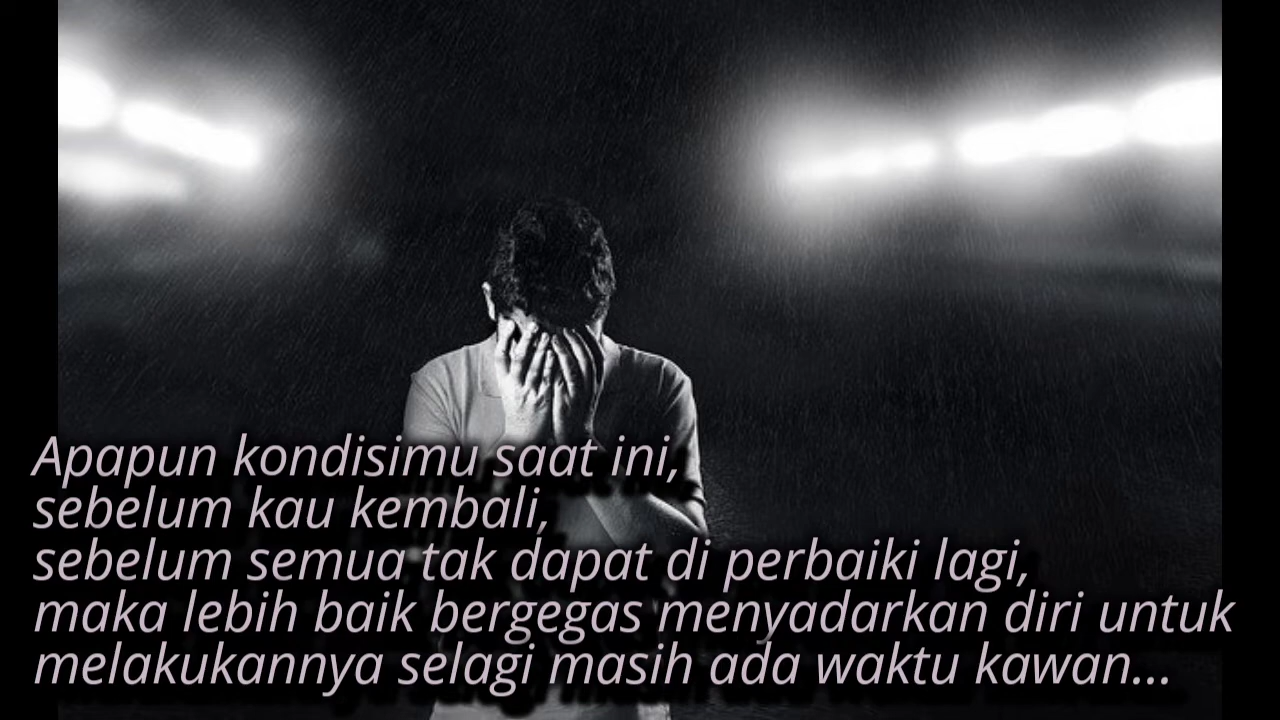 Apapun kondisimu saat ini,
sebelum kau kembali,
sebelum semua tak dapat di perbaiki lagi,
maka lebih baik bergegas menyadarkan diri untuk
melakukannya selagi masih ada waktu kawan...